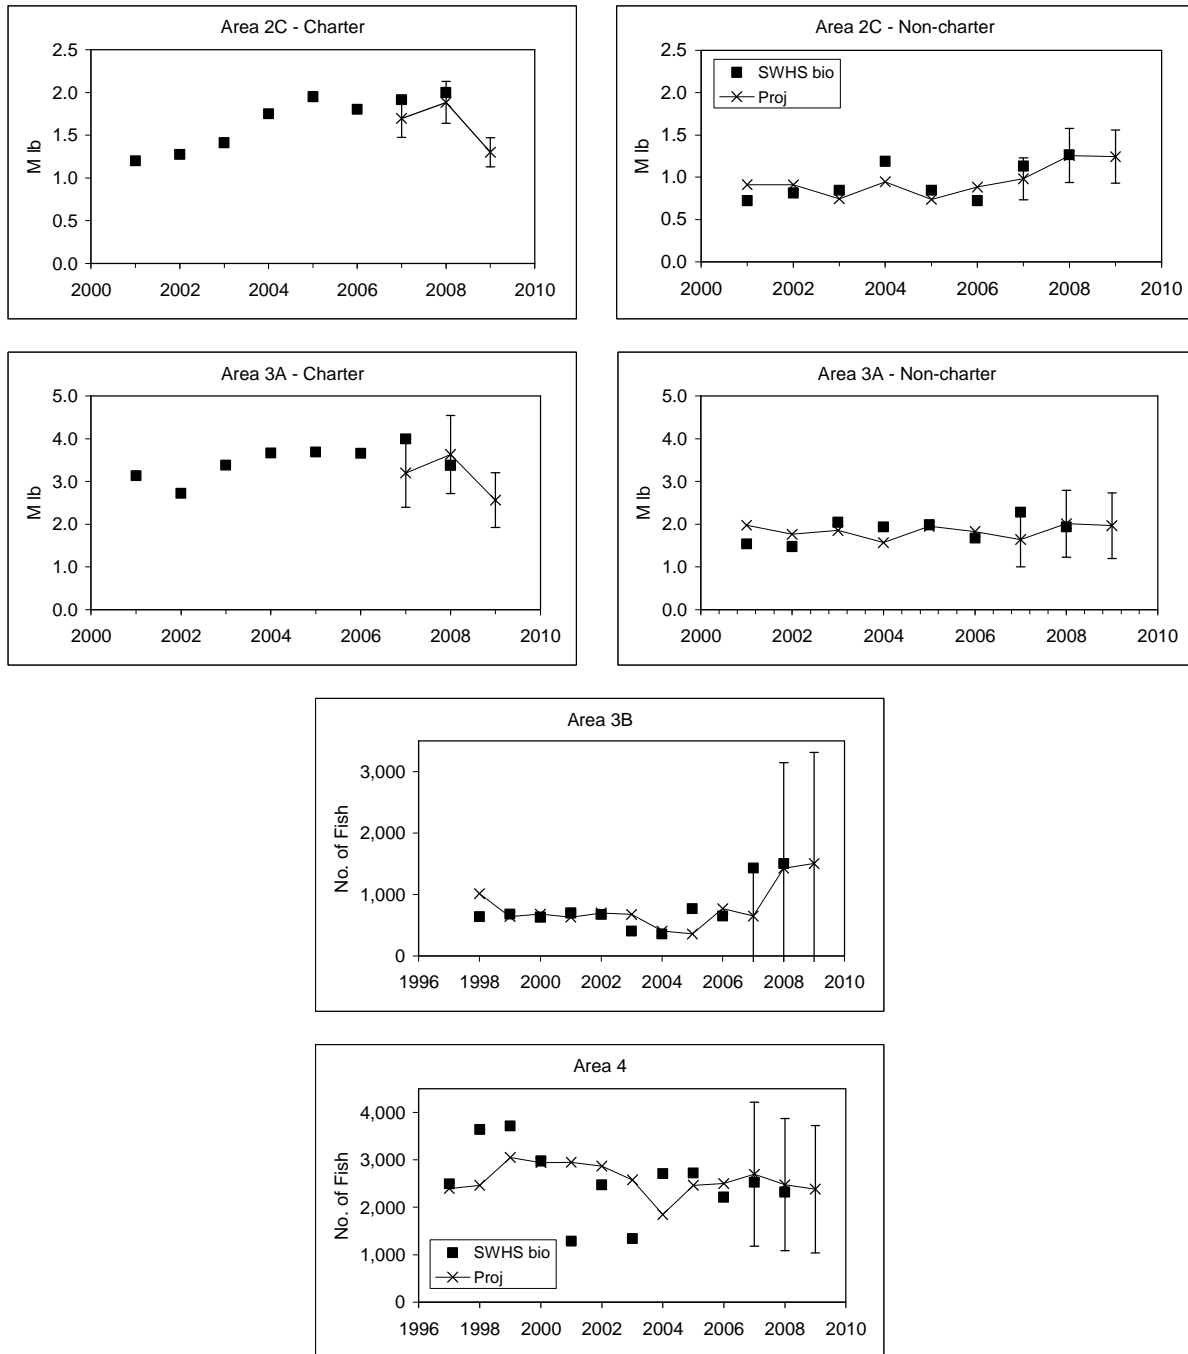 Area 2C - Charter
M lb
2.5
2.0
1.5
1.0
0.5
0.0
2000 2002 2004 2006 2008 2010
Area 2C - Non-charter
M lb
2.5
2.0
1.5
1.0
0.5
0.0
SWHS bio
Proj
2000 2002 2004 2006 2008 2010
Area 3A - Charter
M lb
5.0
4.0
3.0
2.0
1.0
0.0
2000 2002 2004 2006 2008 2010
Area 3A - Non-charter
M lb
5.0
4.0
3.0
2.0
1.0
0.0
2000 2002 2004 2006 2008 2010
Area 3B
No. of Fish
3,000
2,000
1,000
0
1996 1998 2000 2002 2004 2006 2008 2010
Area 4
No. of Fish
4,000
3,000
2,000
1,000
0
SWHS bio
Proj
1996 1998 2000 2002 2004 2006 2008 2010